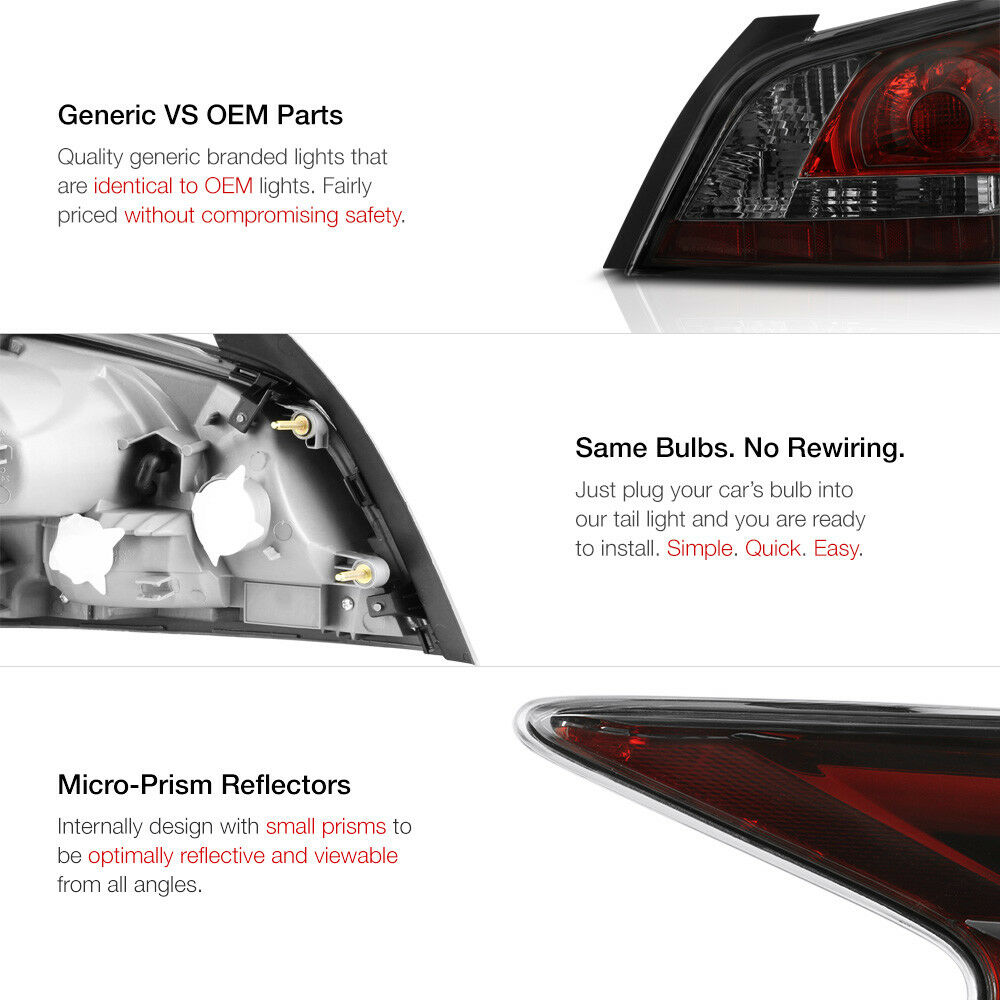 Generic VS OEM Parts
Quality generic branded lights that
are identical to OEM lights. Fairly
priced without compromising safety.
Same Bulbs. No Rewiring.
Just plug your car's bulb into
our tail light and you are ready
to install. Simple. Quick. Easy.
Micro-Prism Reflectors
Internally design with small prisms to
be optimally reflective and viewable
from all angles.